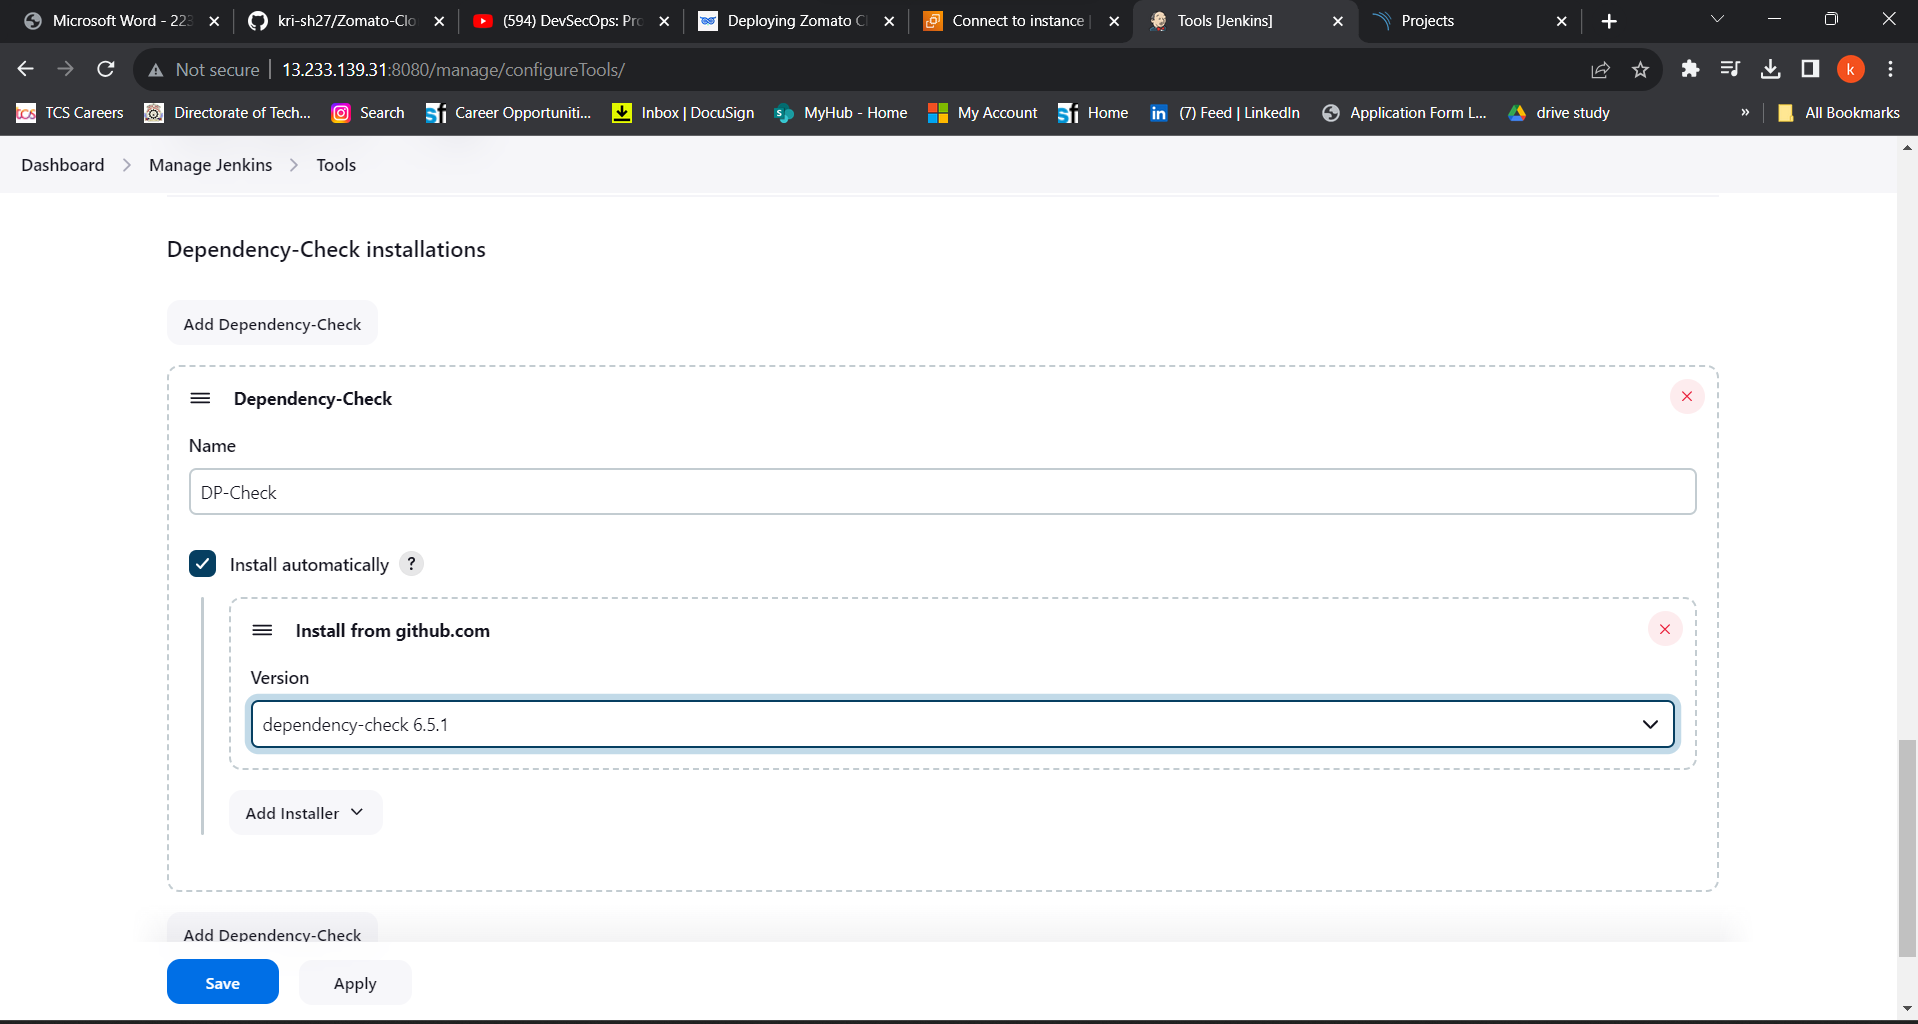 Microsoft Word - 223
kri-sh27/Zomato-Clo
(594) DevSecOps: Pro
Deploying Zomato Cl
Connect to instance |
Tools [Jenkins]
Projects
Not secure
13.233.139.31:8080/manage/configureTools/
k
tcs TCS Careers
Directorate of Tech...
Search
Career Opportuniti...
Inbox | DocuSign
MyHub - Home
My Account
Home
(7) Feed | LinkedIn
Application Form L...
drive study
»
All Bookmarks
Dashboard
Manage Jenkins
Tools
Dependency-Check installations
Add Dependency-Check
Dependency-Check
Name
DP-Check
Install automatically ?
Install from github.com
Version
dependency-check 6.5.1
Add Installer
Add Dependency-Check
Save
Apply